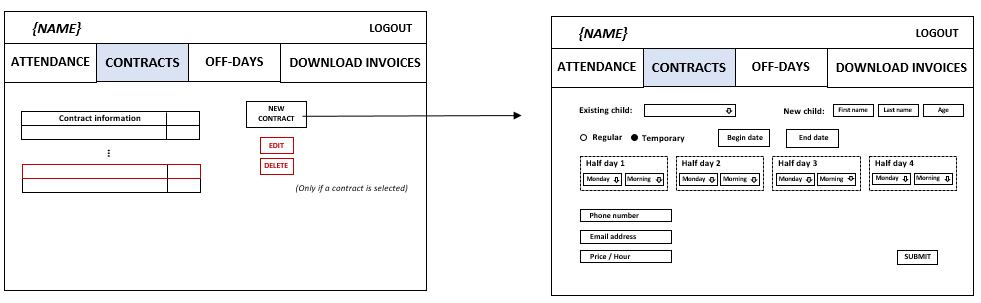 {NAME}
LOGOUT
ATTENDANCE
CONTRACTS
OFF-DAYS
DOWNLOAD INVOICES
Contract information
⋮
NEW
CONTRACT
EDIT
DELETE
(Only if a contract is selected)
{NAME}
LOGOUT
ATTENDANCE
CONTRACTS
OFF-DAYS
DOWNLOAD INVOICES
Existing child:
New child:
First name
Last name
Age
Regular
Temporary
Begin date
End date
Half day 1
Monday
Morning
Half day 2
Monday
Morning
Half day 3
Monday
Morning
Half day 4
Monday
Morning
Phone number
Email address
Price / Hour
SUBMIT